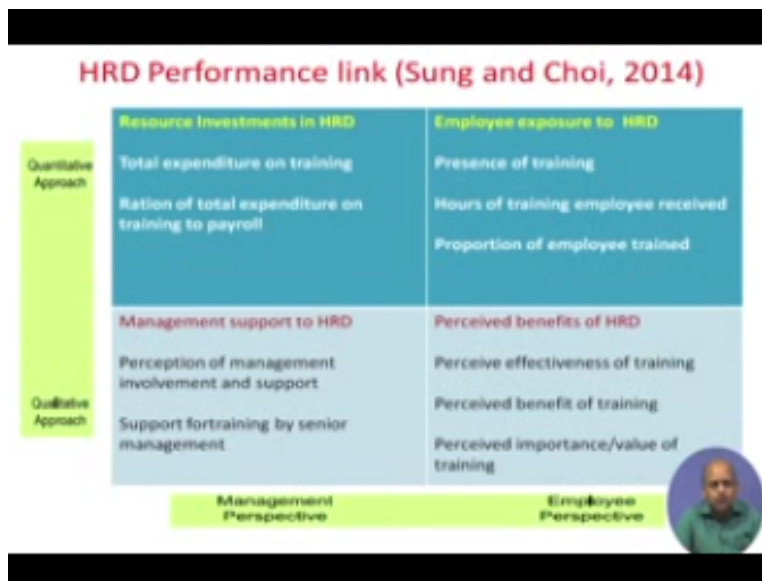 HRD Performance link (Sung and Choi, 2014)
Quantitative
Approach
Resource Investments in HRD
Total expenditure on training
Ration of total expenditure on
training to payroll
Employee exposure to HRD
Presence of training
Hours of training employee received
Proportion of employee trained
Qualitative
Approach
Management support to HRD
Perception of management
involvement and support
Support fortraining by senior
management
Perceived benefits of HRD
Perceive effectiveness of training
Perceived benefit of training
Perceived importance/value of
training
Management
Perspective
Employee
Perspective